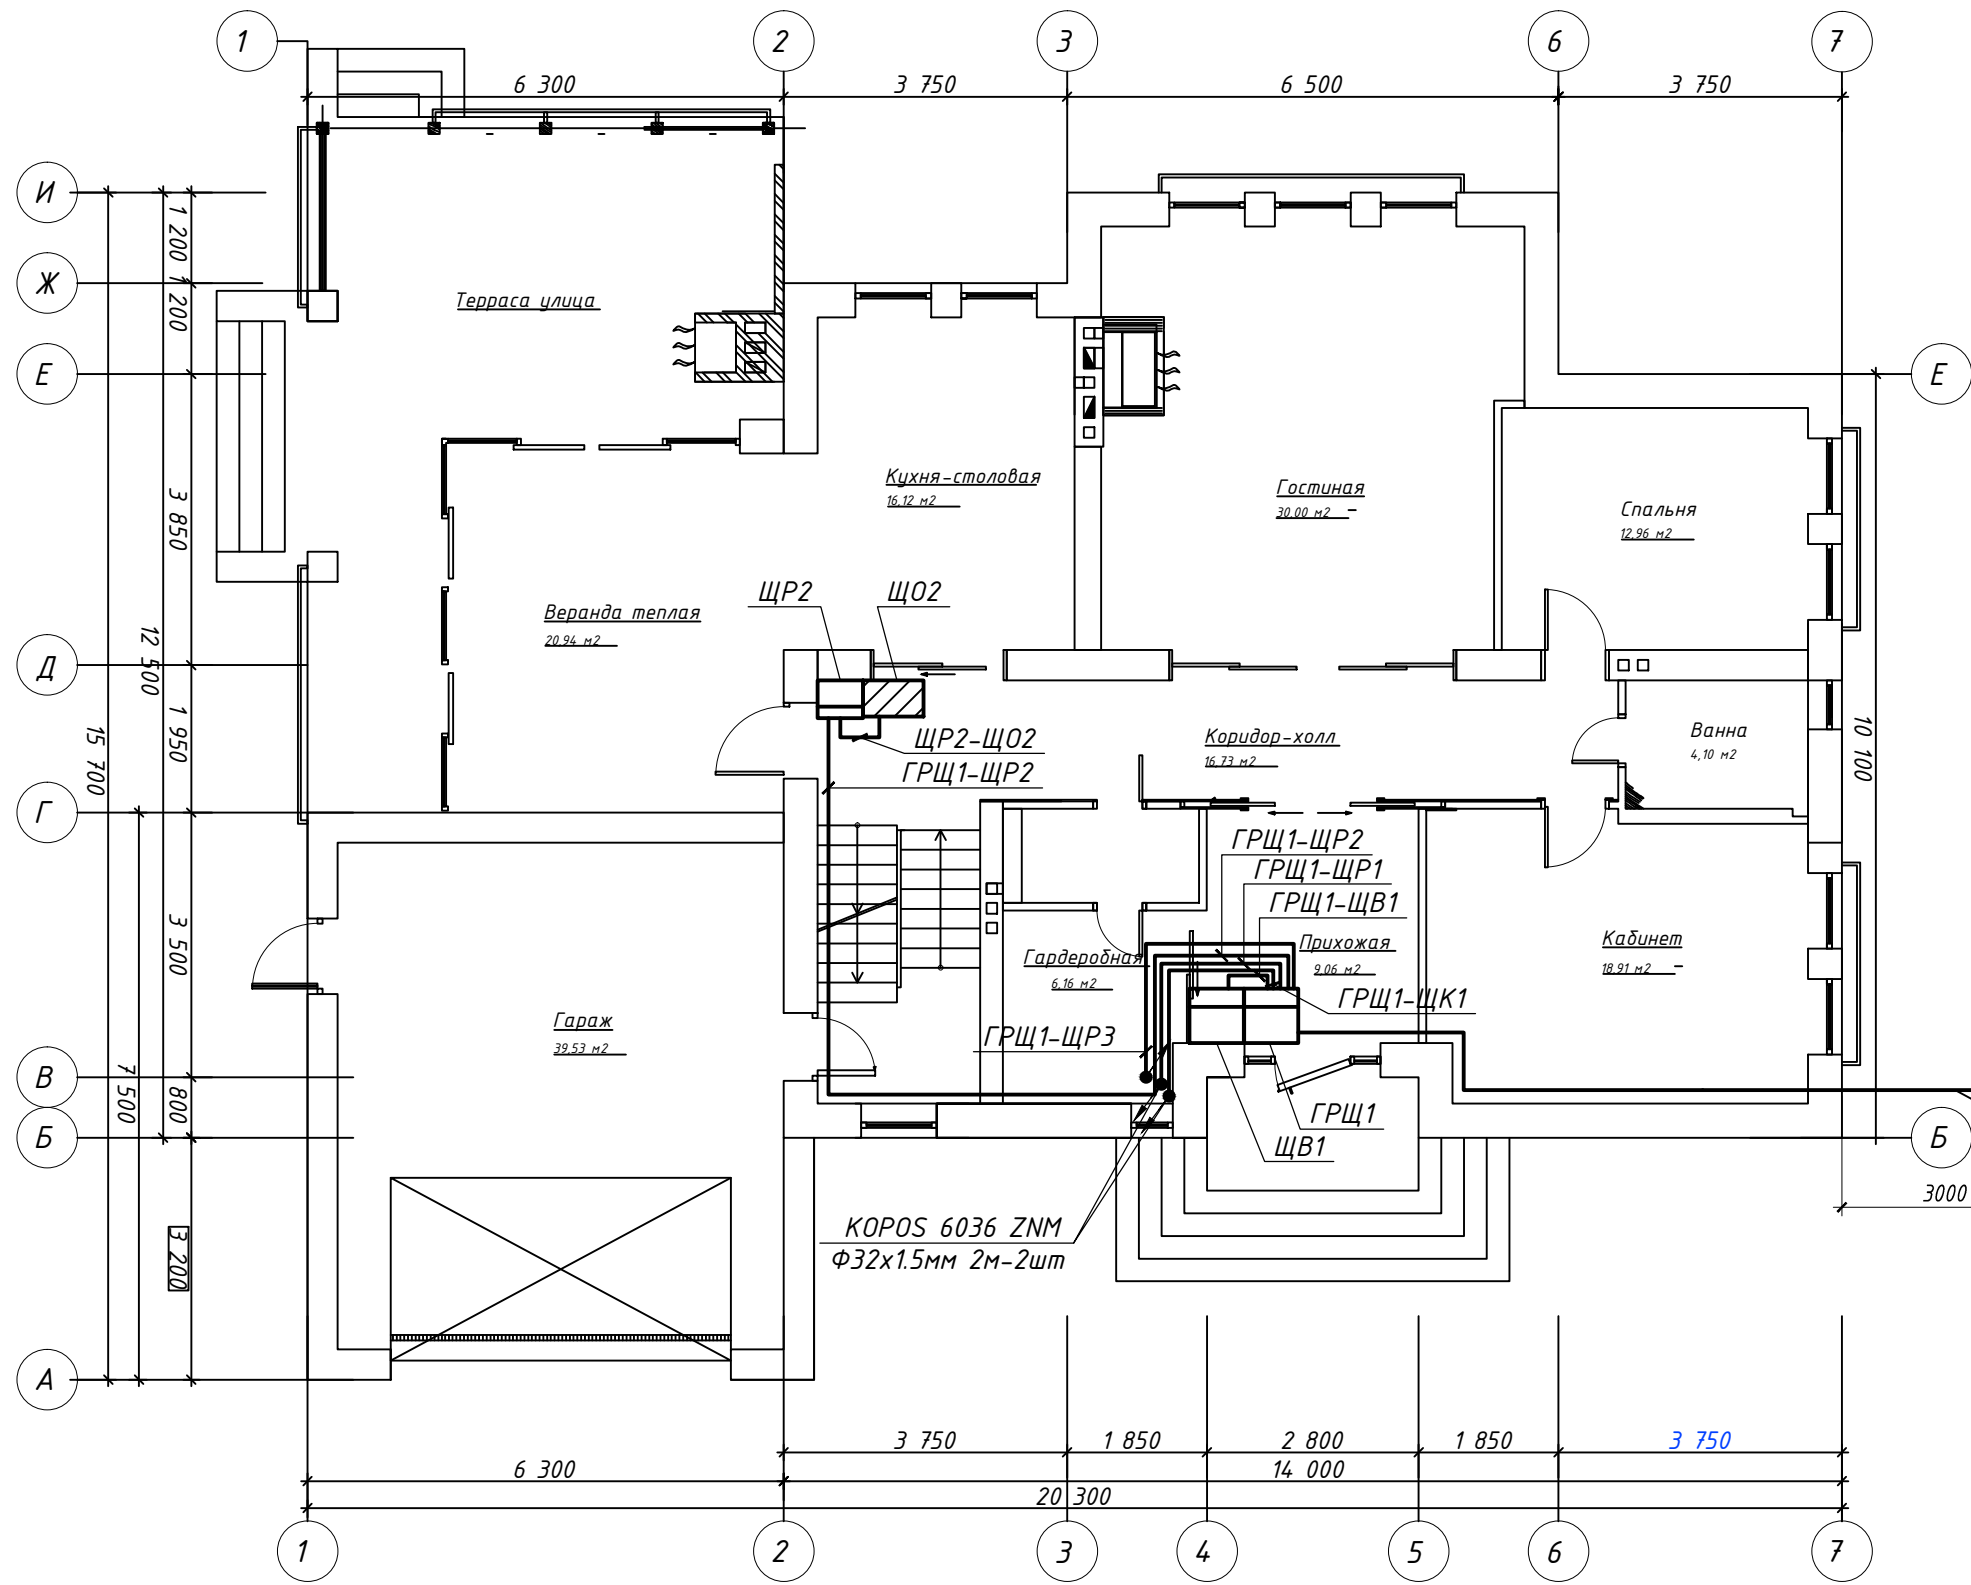 1
2
3
6
7
6 300
3 750
6 500
3 750
И
Ж
Е
Д
Г
В
Б
А
Е
Б
1 200
1 200
3 850
1 950
3 500
800
3 200
12 500
7 500
15 700
10 100
3000
Терраса улица
Кухня-столовая
16,12 м2
Гостиная
30.00 м2
Спальня
12,96 м2
Веранда теплая
20,94 м2
ЩР2
ЩО2
ЩР2-ЩО2
ГРЩ1-ЩР2
Коридор-холл
16,73 м2
Ванна
4,10 м2
ГРЩ1-ЩР2
ГРЩ1-ЩР1
ГРЩ1-ЩВ1
Прихожая
9,06 м2
Гардеробная
6,16 м2
Кабинет
18,91 м2
ГРЩ1-ЩК1
ГРЩ1-ЩР3
Гараж
39,53 м2
ГРЩ1
ЩВ1
KOPOS 6036 ZNM
Ф32х1.5мм 2м-2шт
3 750
1 850
2 800
1 850
3 750
6 300
14 000
20 300
1
2
3
4
5
6
7